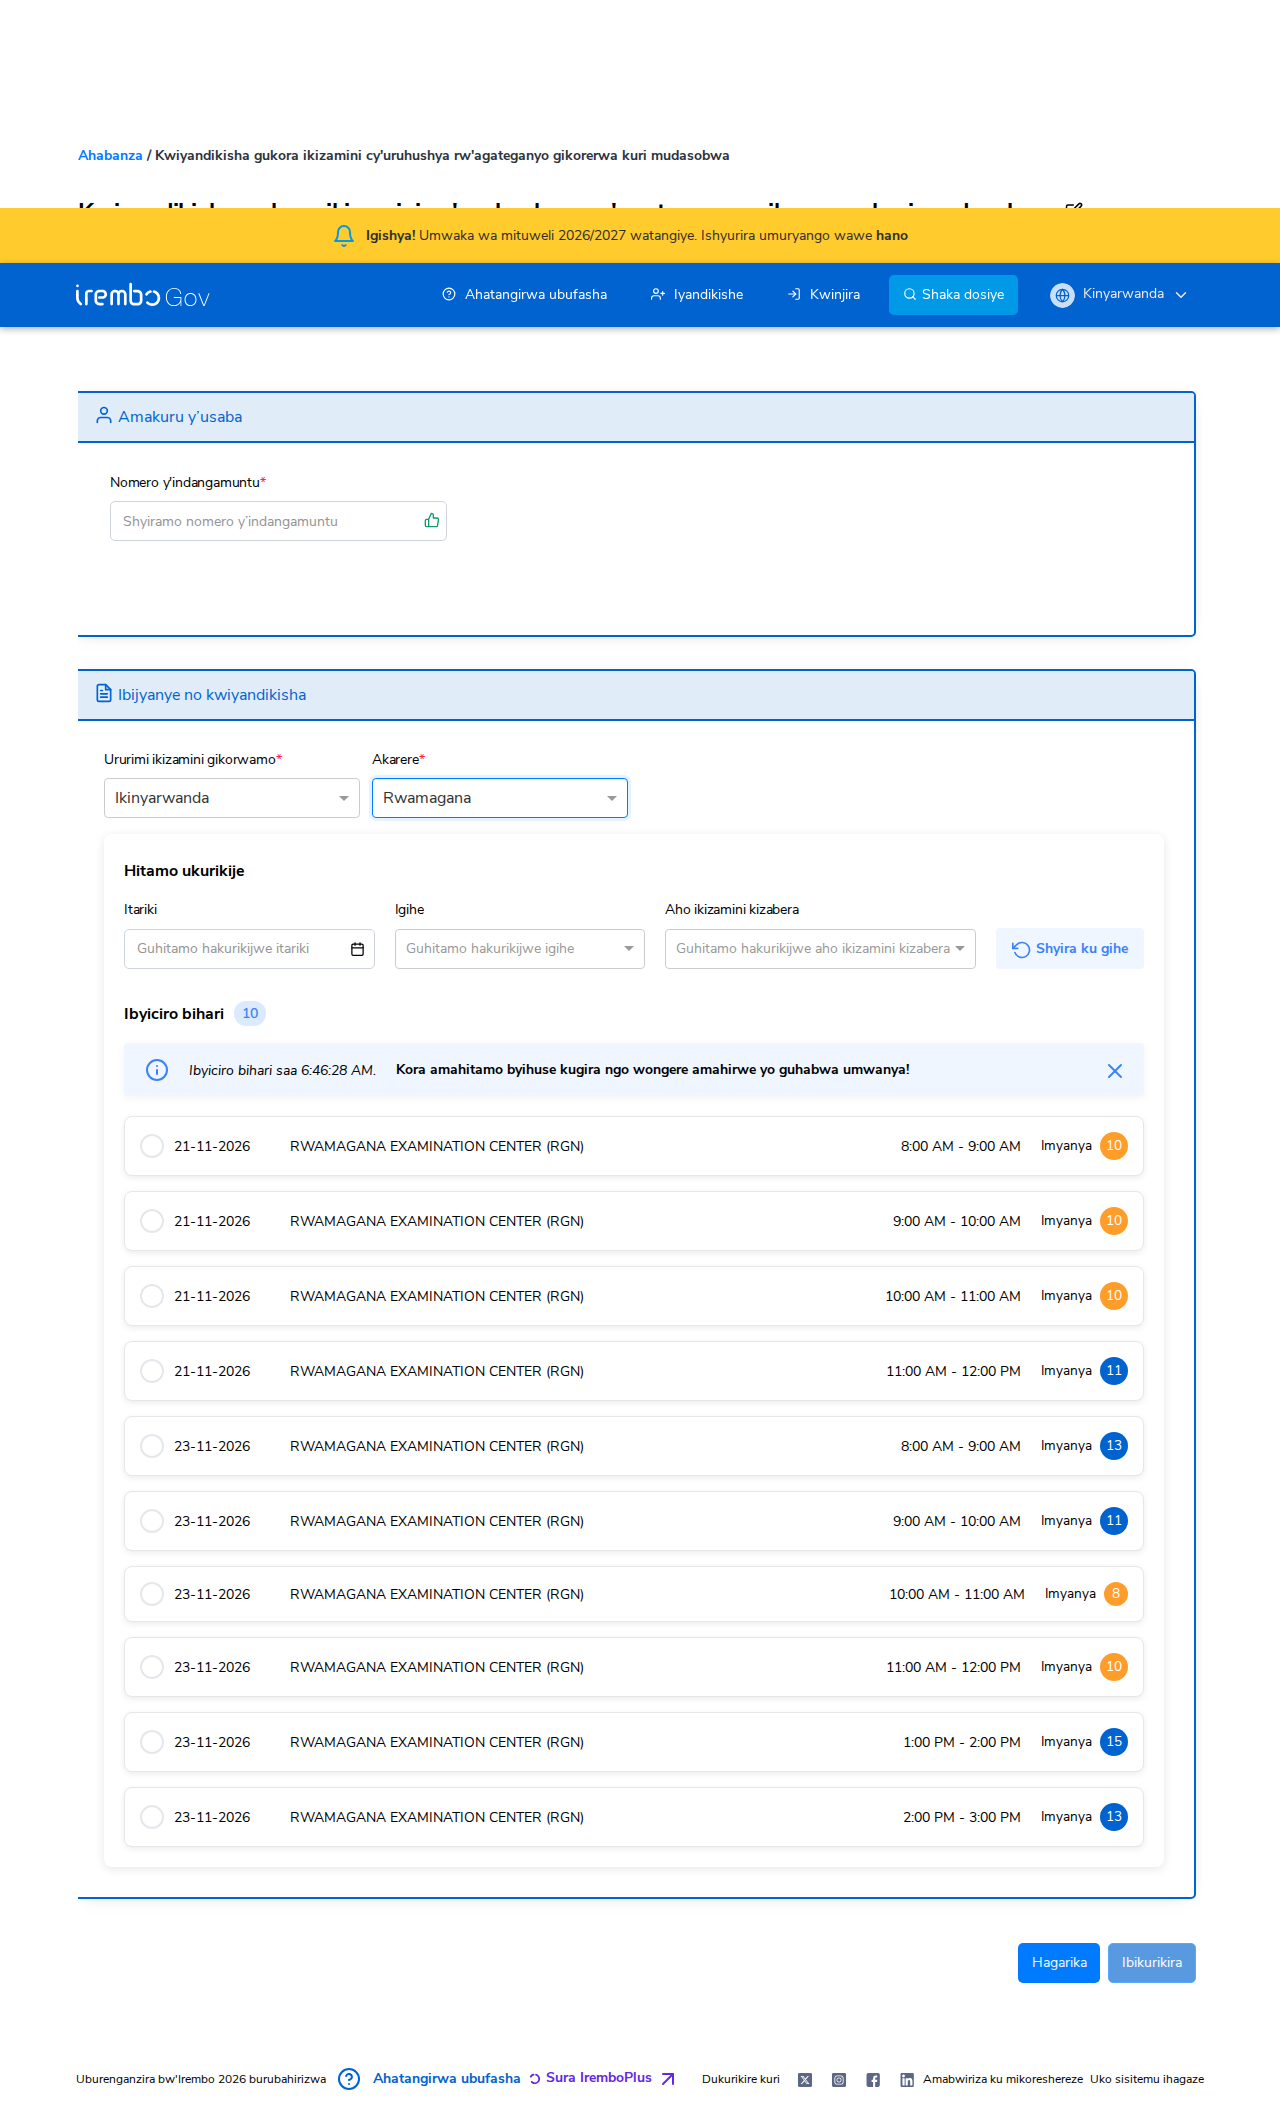 Ahabanza / Kwiyandikisha gukora ikizamini cy'uruhushya rw'agateganyo gikorerwa kuri mudasobwa
Igishya! Umwaka wa mituweli 2026/2027 watangiye. Ishyurira umuryango wawe hano
irembo Gov
Ahatangirwa ubufasha
Iyandikishe
Kwinjira
Shaka dosiye
Kinyarwanda
Amakuru y’usaba
Nomero y'indangamuntu*
Shyiramo nomero y’indangamuntu
Ibijyanye no kwiyandikisha
Ururimi ikizamini gikorwamo* Akarere*
Ikinyarwanda Rwamagana
Hitamo ukurikije
Itariki Igihe Aho ikizamini kizabera
Guhitamo hakurikijwe itariki Guhitamo hakurikijwe igihe Guhitamo hakurikijwe aho ikizamini kizabera Shyira ku gihe
Ibyiciro bihari 10
Ibyiciro bihari saa 6:46:28 AM. Kora amahitamo byihuse kugira ngo wongere amahirwe yo guhabwa umwanya!
21-11-2026 RWAMAGANA EXAMINATION CENTER (RGN) 8:00 AM - 9:00 AM Imyanya 10
21-11-2026 RWAMAGANA EXAMINATION CENTER (RGN) 9:00 AM - 10:00 AM Imyanya 10
21-11-2026 RWAMAGANA EXAMINATION CENTER (RGN) 10:00 AM - 11:00 AM Imyanya 10
21-11-2026 RWAMAGANA EXAMINATION CENTER (RGN) 11:00 AM - 12:00 PM Imyanya 11
23-11-2026 RWAMAGANA EXAMINATION CENTER (RGN) 8:00 AM - 9:00 AM Imyanya 13
23-11-2026 RWAMAGANA EXAMINATION CENTER (RGN) 9:00 AM - 10:00 AM Imyanya 11
23-11-2026 RWAMAGANA EXAMINATION CENTER (RGN) 10:00 AM - 11:00 AM Imyanya 8
23-11-2026 RWAMAGANA EXAMINATION CENTER (RGN) 11:00 AM - 12:00 PM Imyanya 10
23-11-2026 RWAMAGANA EXAMINATION CENTER (RGN) 1:00 PM - 2:00 PM Imyanya 15
23-11-2026 RWAMAGANA EXAMINATION CENTER (RGN) 2:00 PM - 3:00 PM Imyanya 13
Hagarika Ibikurikira
Uburenganzira bw'Irembo 2026 burubahirizwa Ahatangirwa ubufasha Sura IremboPlus Dukurikire kuri Amabwiriza ku mikoreshereze Uko sisitemu ihagaze